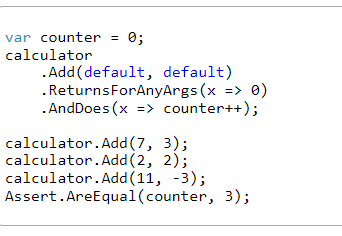 var counter = 0;
calculator
    .Add(default, default)
    .ReturnsForAnyArgs(x => 0)
    .AndDoes(x => counter++);

calculator.Add(7, 3);
calculator.Add(2, 2);
calculator.Add(11, -3);
Assert.AreEqual(counter, 3);